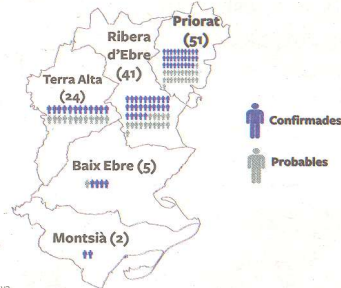 Priorat
(51)
Ribera
d'Ebre
(41)
Terra Alta
(24)
Confirmades
Probables
Baix Ebre (5)
Montsià (2)